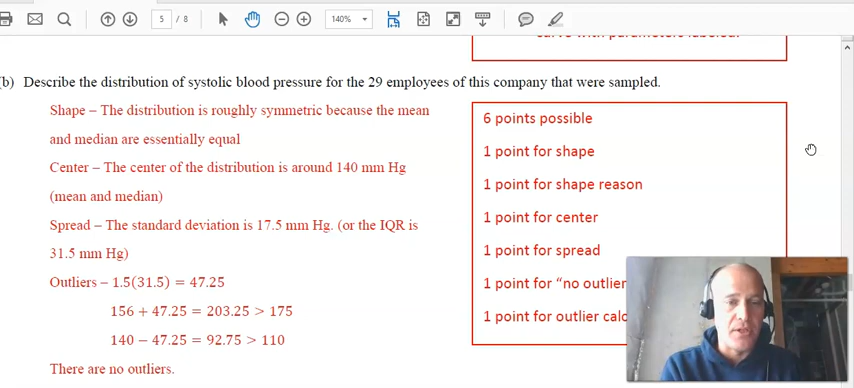 5 / 8
140%
(b) Describe the distribution of systolic blood pressure for the 29 employees of this company that were sampled.
Shape – The distribution is roughly symmetric because the mean
and median are essentially equal
Center – The center of the distribution is around 140 mm Hg
(mean and median)
Spread – The standard deviation is 17.5 mm Hg. (or the IQR is
31.5 mm Hg)
Outliers – 1.5(31.5) = 47.25
156 + 47.25 = 203.25 > 175
140 − 47.25 = 92.75 > 110
There are no outliers.
curve with parameters labeled.
6 points possible
1 point for shape
1 point for shape reason
1 point for center
1 point for spread
1 point for “no outlier
1 point for outlier calc